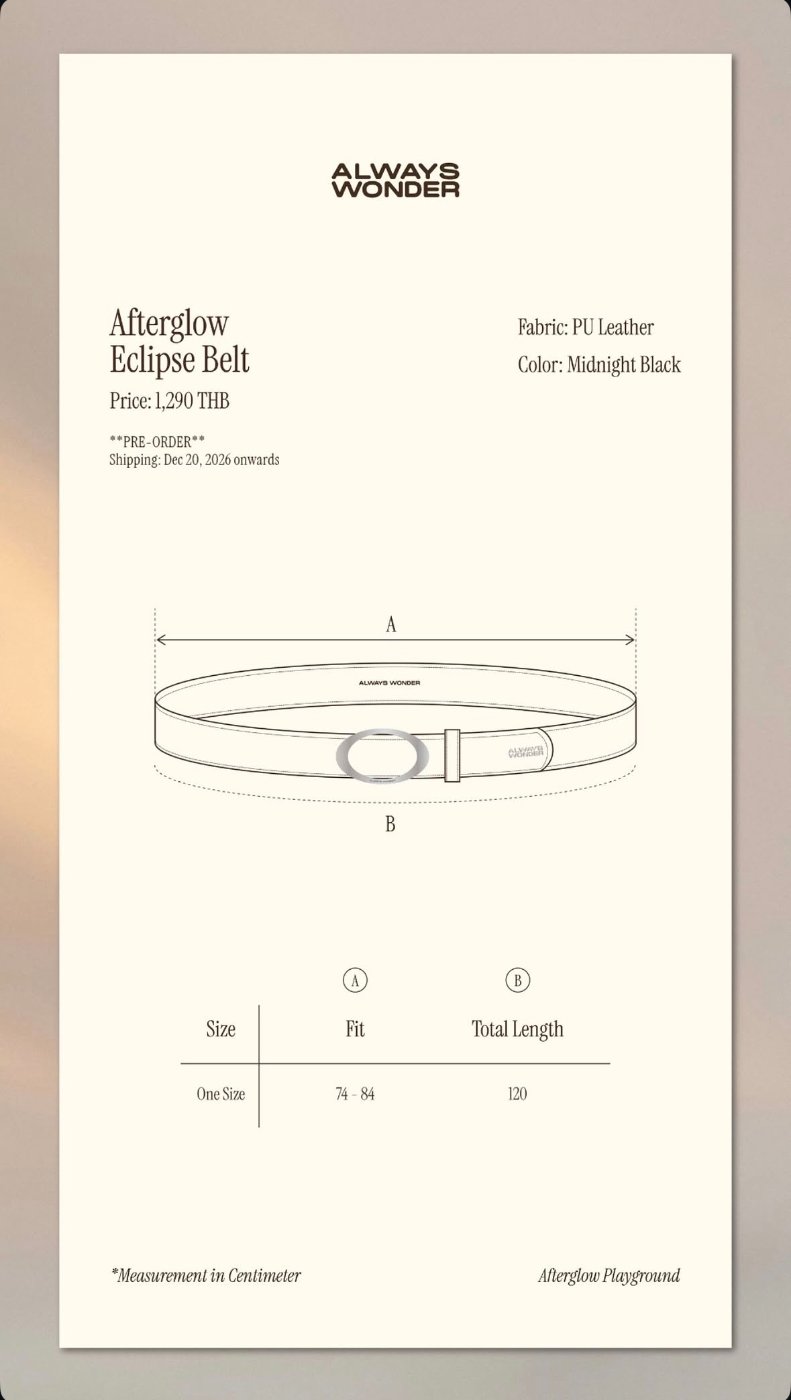 ALWAYS
WONDER
Afterglow
Eclipse Belt
Price: 1,290 THB
**PRE-ORDER**
Shipping: Dec 20, 2026 onwards
Fabric: PU Leather
Color: Midnight Black
A
ALWAYS WONDER
ALWAYS
WONDER
B
A B
Size Fit Total Length
One Size 74 - 84 120
*Measurement in Centimeter
Afterglow Playground